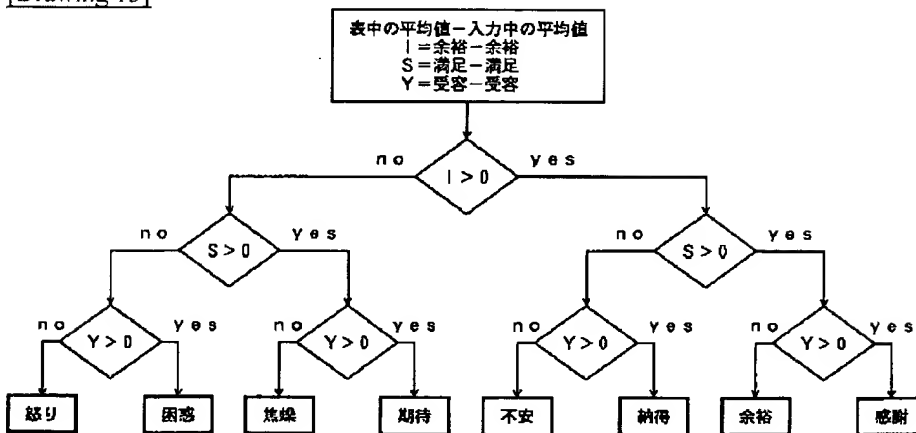 [Drawing 13]
表中の平均値－入力中の平均値
I＝余裕－余裕
S＝満足－満足
Y＝受容－受容
no yes
I＞0
no yes no yes
S＞0 S＞0
no yes no yes no yes no yes
Y＞0 Y＞0 Y＞0 Y＞0
怒り 困惑 焦燥 期待 不安 納得 余裕 感謝